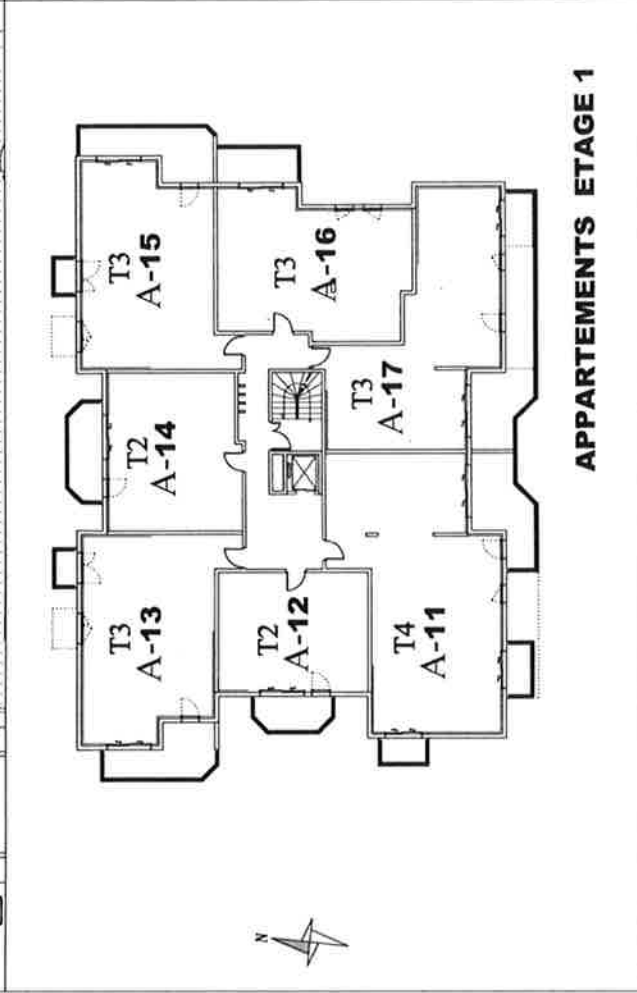 T3
A-15
T3
A-16
T2
A-14
T3
A-17
T3
A-13
T2
A-12
T4
A-11
N
APPARTEMENTS ETAGE 1